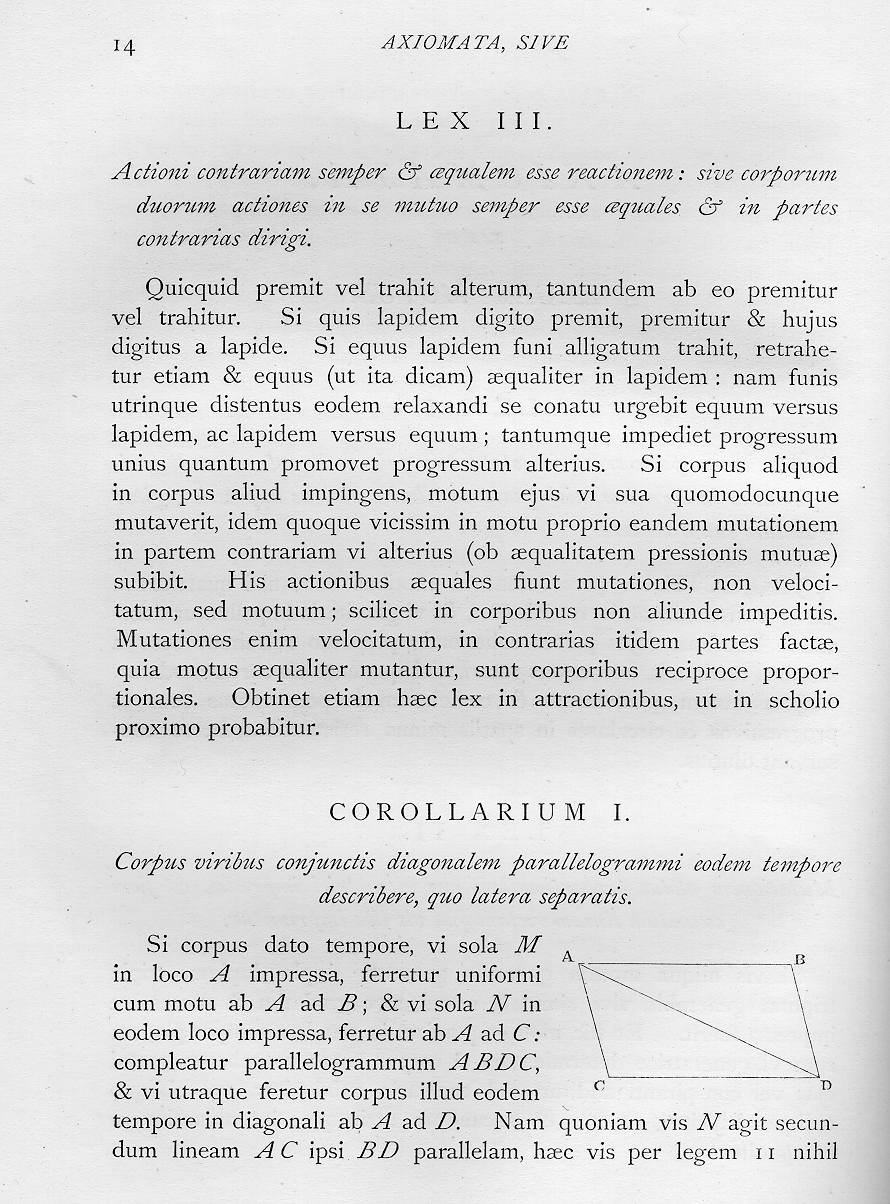 14
AXIOMATA, SIVE
LEX III.
Actioni contrariam semper & æqualem esse reactionem: sive corporum
duorum actiones in se mutuo semper esse æquales & in partes
contrarias dirigi.
Quicquid premit vel trahit alterum, tantundem ab eo premitur
vel trahitur. Si quis lapidem digito premit, premitur & hujus
digitus a lapide. Si equus lapidem funi alligatum trahit, retrahe-
tur etiam & equus (ut ita dicam) æqualiter in lapidem : nam funis
utrinque distentus eodem relaxandi se conatu urgebit equum versus
lapidem, ac lapidem versus equum ; tantumque impediet progressum
unius quantum promovet progressum alterius. Si corpus aliquod
in corpus aliud impingens, motum ejus vi sua quomodocunque
mutaverit, idem quoque vicissim in motu proprio eandem mutationem
in partem contrariam vi alterius (ob æqualitatem pressionis mutuæ)
subibit. His actionibus æquales fiunt mutationes, non veloci-
tatum, sed motuum ; scilicet in corporibus non aliunde impeditis.
Mutationes enim velocitatum, in contrarias itidem partes factæ,
quia motus æqualiter mutantur, sunt corporibus reciproce propor-
tionales. Obtinet etiam hæc lex in attractionibus, ut in scholio
proximo probabitur.
COROLLARIUM I.
Corpus viribus conjunctis diagonalem parallelogrammi eodem tempore
describere, quo latera separatis.
Si corpus dato tempore, vi sola M
in loco A impressa, ferretur uniformi
cum motu ab A ad B ; & vi sola N in
eodem loco impressa, ferretur ab A ad C :
compleatur parallelogrammum ABDC,
& vi utraque feretur corpus illud eodem
tempore in diagonali ab A ad D. Nam quoniam vis N agit secun-
dum lineam AC ipsi BD parallelam, hæc vis per legem II nihil
A
B
C
D